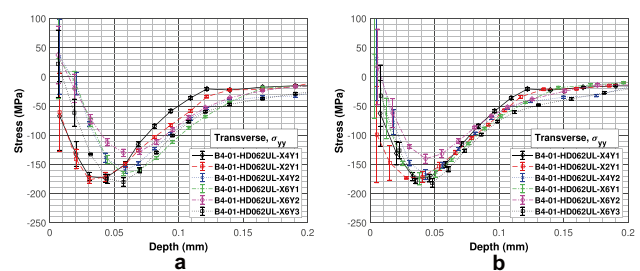 100
50
0
-50
-100
-150
-200
-250
Stress (MPa)
0
0.05
0.1
0.15
0.2
Depth (mm)
Transverse, σyy
B4-01-HD062UL-X4Y1
B4-01-HD062UL-X2Y1
B4-01-HD062UL-X4Y2
B4-01-HD062UL-X6Y1
B4-01-HD062UL-X6Y2
B4-01-HD062UL-X6Y3
a
100
50
0
-50
-100
-150
-200
-250
Stress (MPa)
0
0.05
0.1
0.15
0.2
Depth (mm)
Transverse, σyy
B4-01-HD062UL-X4Y1
B4-01-HD062UL-X2Y1
B4-01-HD062UL-X4Y2
B4-01-HD062UL-X6Y1
B4-01-HD062UL-X6Y2
B4-01-HD062UL-X6Y3
b